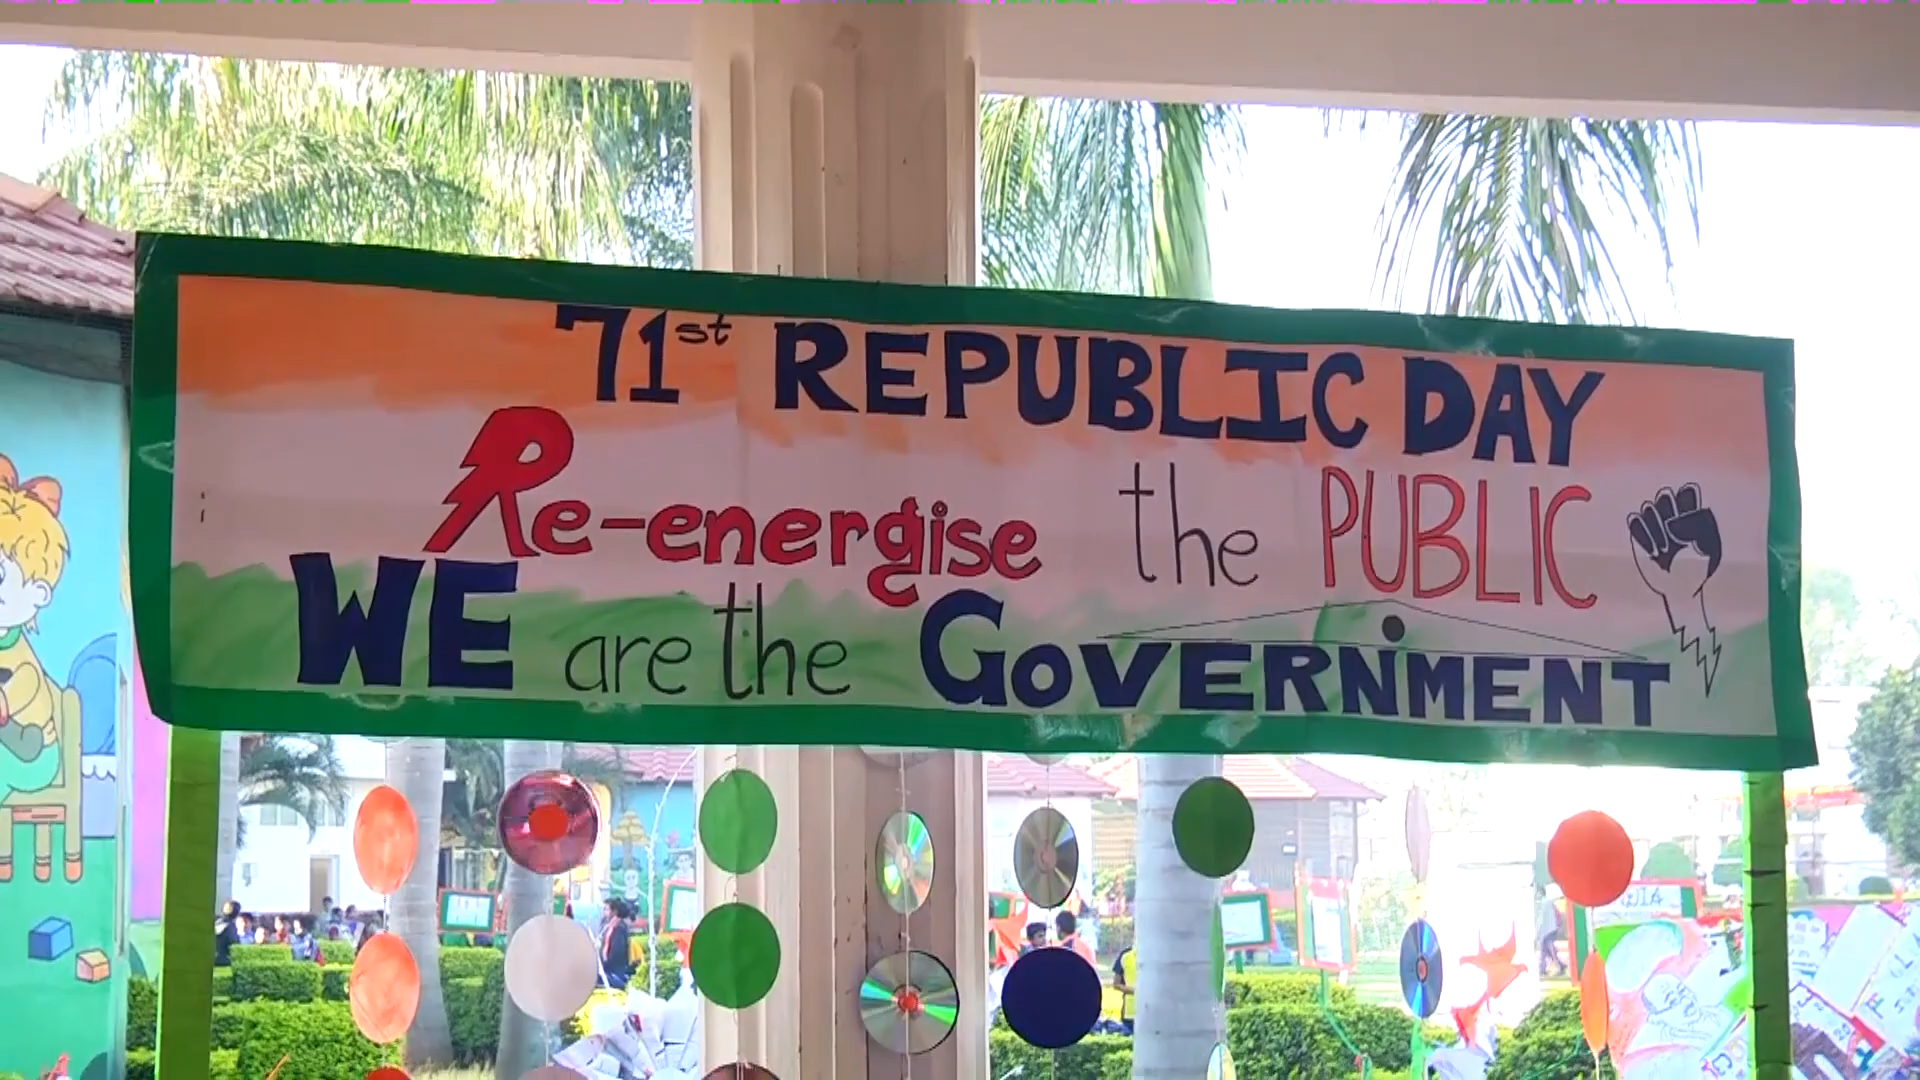 71st REPUBLIC DAY
Re-energise the PUBLIC
WE are the GOVERNMENT